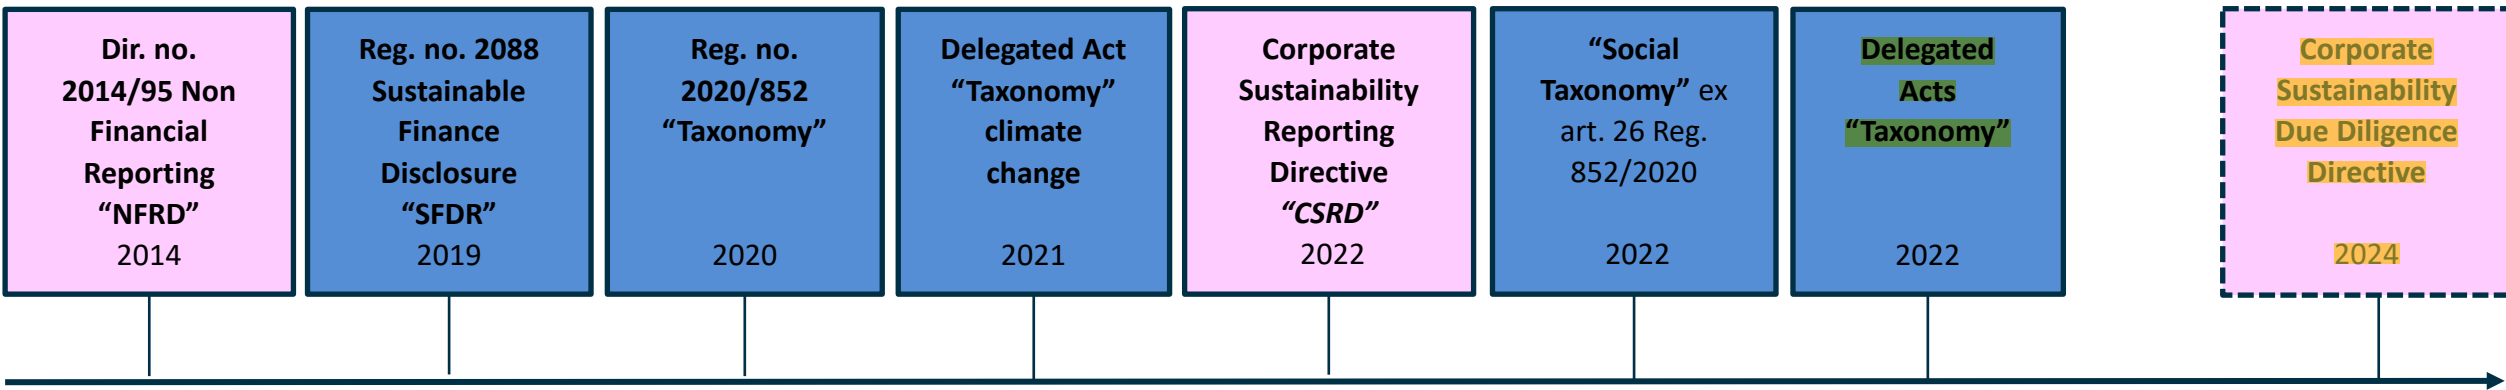 Dir. no.
2014/95 Non
Financial
Reporting
“NFRD”
2014
Reg. no. 2088
Sustainable
Finance
Disclosure
“SFDR”
2019
Reg. no.
2020/852
“Taxonomy”
2020
Delegated Act
“Taxonomy”
climate
change
2021
Corporate
Sustainability
Reporting
Directive
“CSRD”
2022
“Social
Taxonomy” ex
art. 26 Reg.
852/2020
2022
Delegated
Acts
“Taxonomy”
2022
Corporate
Sustainability
Due Diligence
Directive
2024